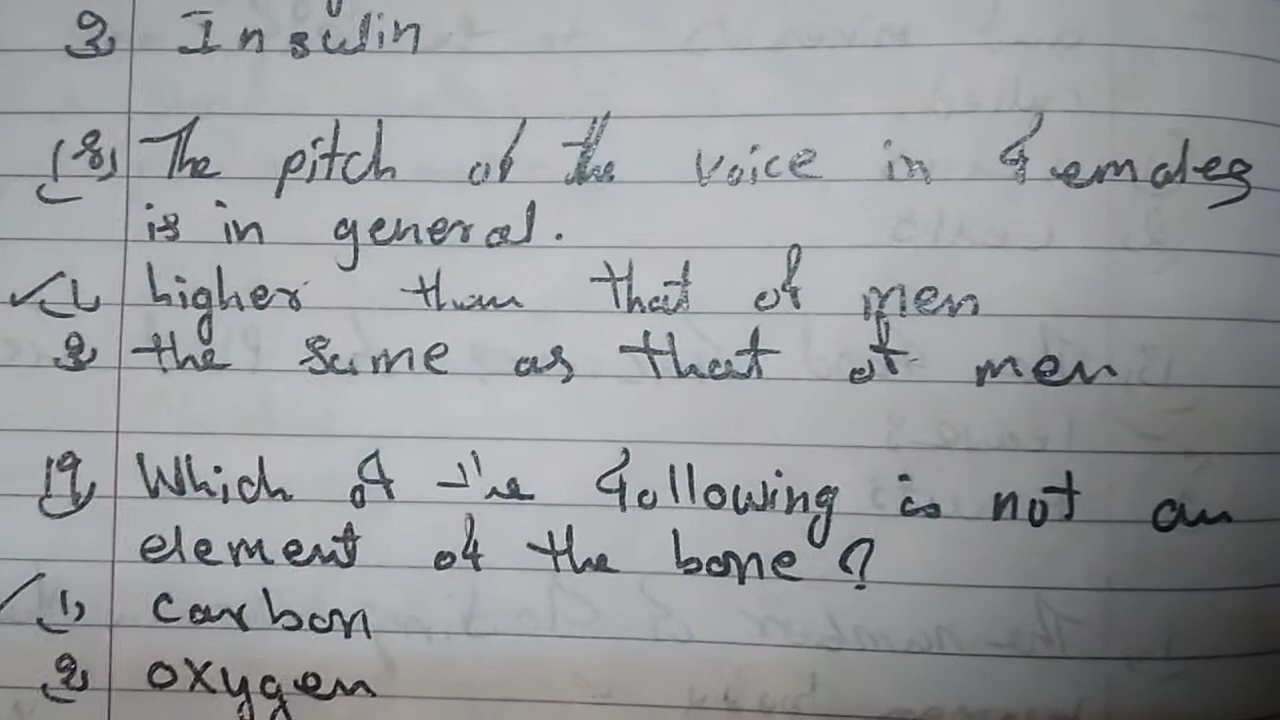 2) Insulin
18) The pitch of the voice in females
is in general.
1) higher than that of men
2) the same as that of men
19) Which of the following is not an
element of the bone?
1) carbon
2) oxygen